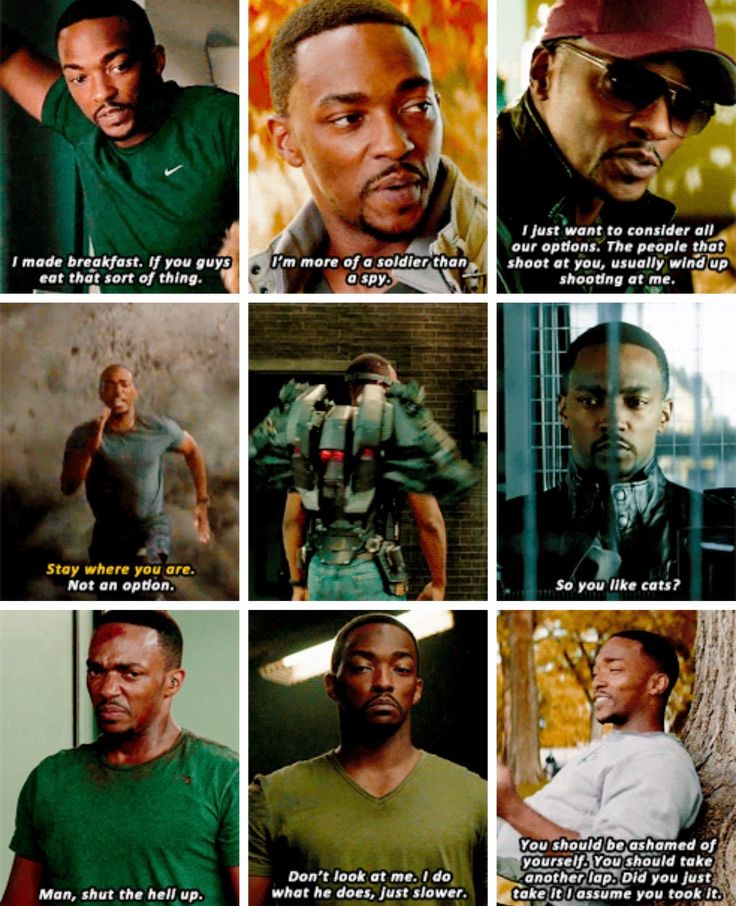 I made breakfast. If you guys
eat that sort of thing.
I'm more of a soldier than
a spy.
I just want to consider all
our options. The people that
shoot at you, usually wind up
shooting at me.
Stay where you are.
Not an option.
So you like cats?
Man, shut the hell up.
Don't look at me. I do
what he does, just slower.
You should be ashamed of
yourself. You should take
another lap. Did you just
take it I assume you took it.